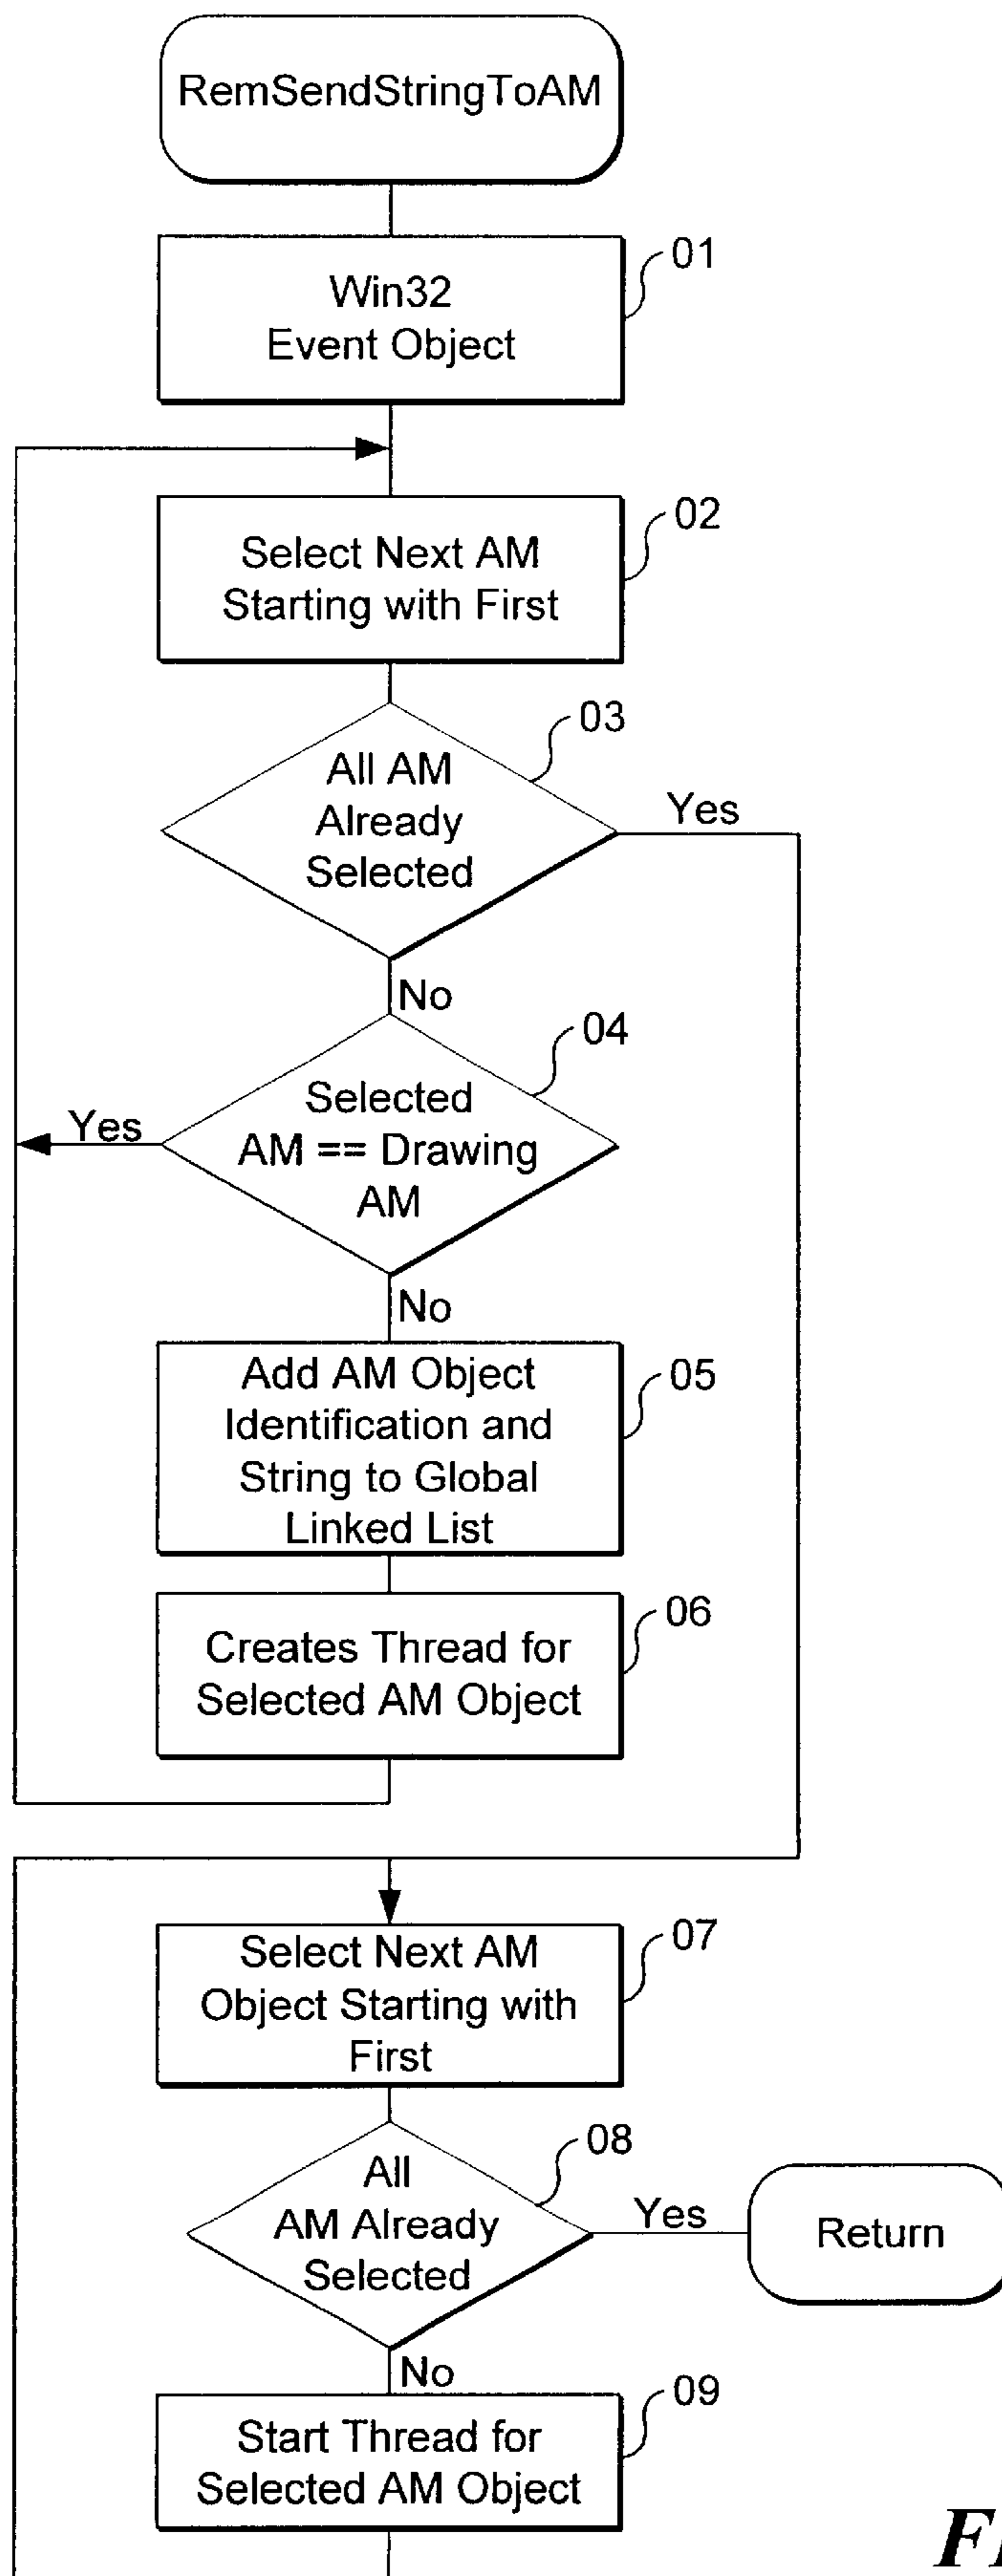 RemSendStringToAM
01
Win32
Event Object
02
Select Next AM
Starting with First
03
All AM
Already
Selected
Yes
No
04
Selected
AM == Drawing
AM
Yes
No
05
Add AM Object
Identification and
String to Global
Linked List
06
Creates Thread for
Selected AM Object
07
Select Next AM
Object Starting with
First
08
All
AM Already
Selected
Yes
Return
No
09
Start Thread for
Selected AM Object